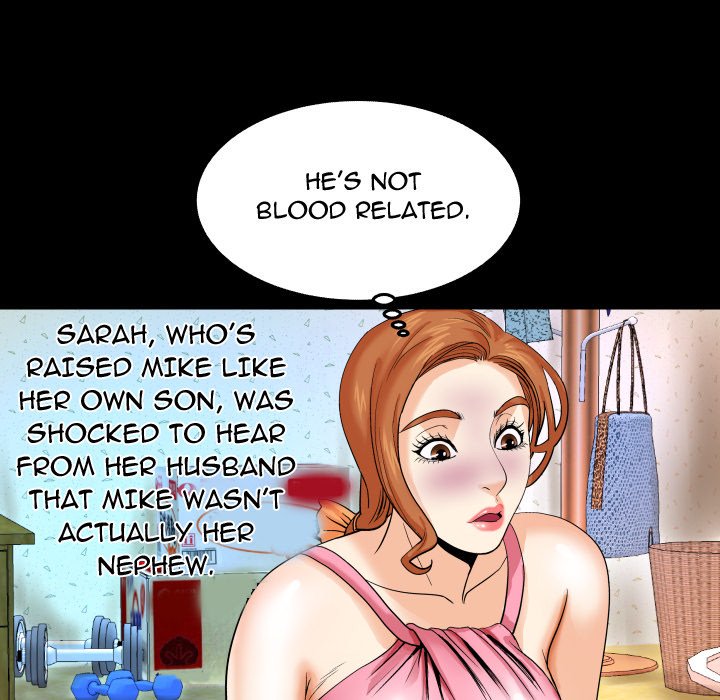 HE'S NOT
BLOOD RELATED.
SARAH, WHO'S
RAISED MIKE LIKE
HER OWN SON, WAS
SHOCKED TO HEAR
FROM HER HUSBAND
THAT MIKE WASN'T
ACTUALLY HER
NEPHEW.